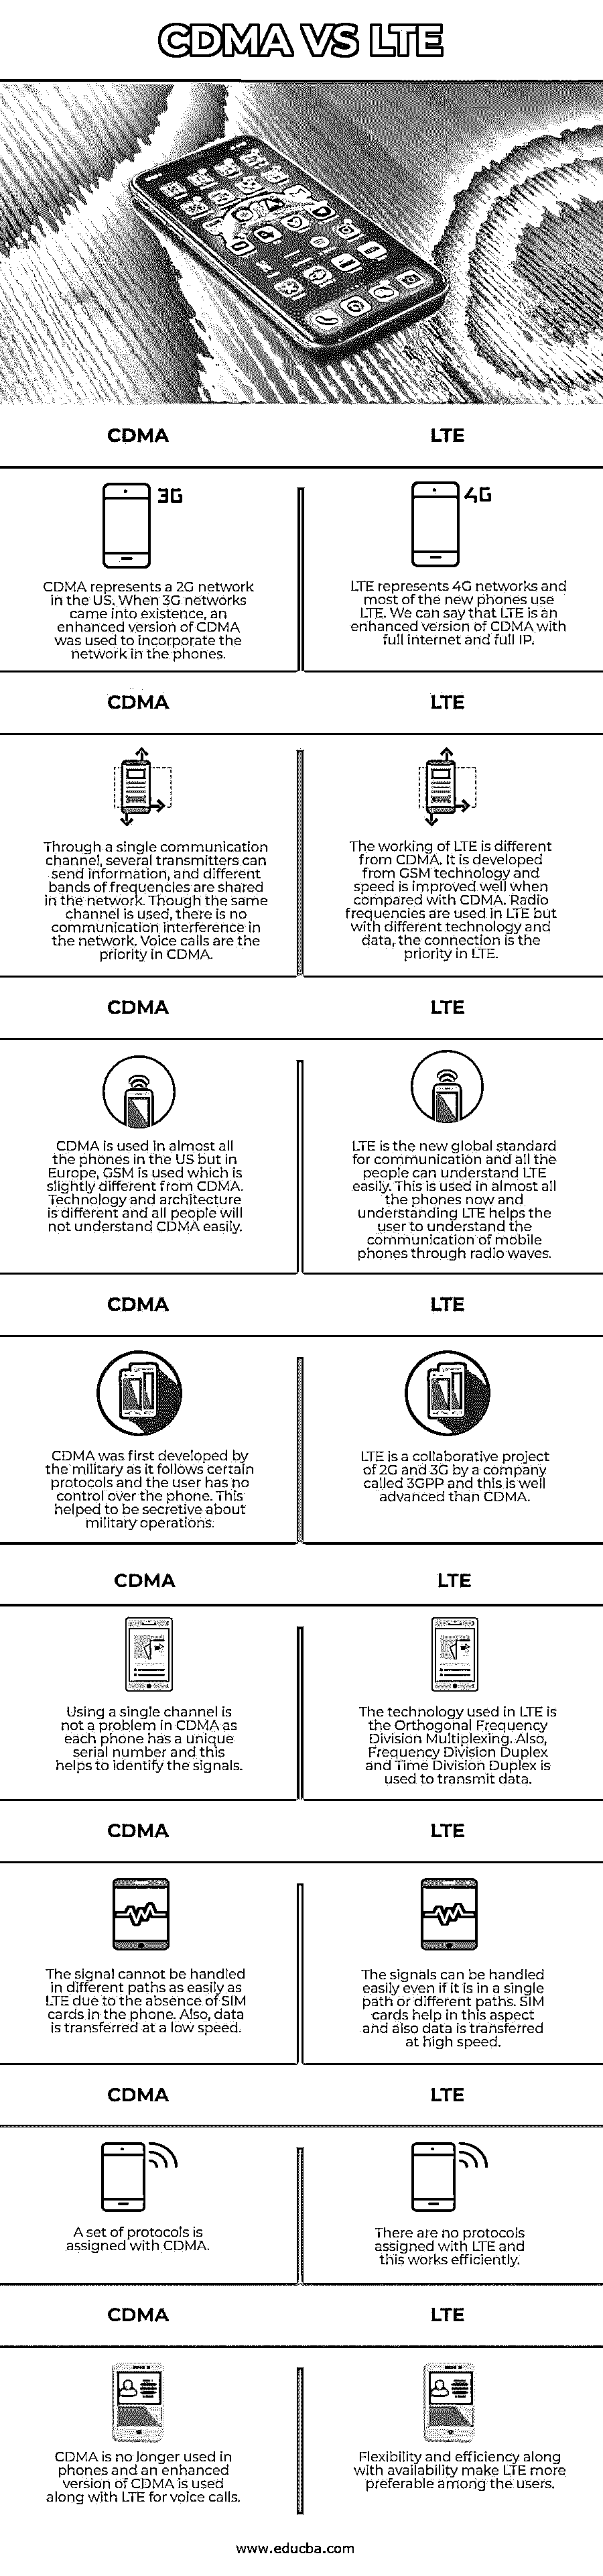 CDMA VS LTE
CDMA
LTE
3G
4G
CDMA represents a 2G network
in the US. When 3G networks
came into existence, an
enhanced version of CDMA
was used to incorporate the
network in the phones.
LTE represents 4G networks and
most of the new phones use
LTE. We can say that LTE is an
enhanced version of CDMA with
full internet and full IP.
CDMA
LTE
Through a single communication
channel, several transmitters can
send information, and different
bands of frequencies are shared
in the network. Though the same
channel is used, there is no
communication interference in
the network. Voice calls are the
priority in CDMA.
The working of LTE is different
from CDMA. It is developed
from GSM technology and
speed is improved well when
compared with CDMA. Radio
frequencies are used in LTE but
with different technology and
data, the connection is the
priority in LTE.
CDMA
LTE
CDMA is used in almost all
the phones in the US but in
Europe, GSM is used which is
slightly different from CDMA.
Technology and architecture
is different and all people will
not understand CDMA easily.
LTE is the new global standard
for communication and all the
people can understand LTE
easily. This is used in almost all
the phones now and
understanding LTE helps the
user to understand the
communication of mobile
phones through radio waves.
CDMA
LTE
CDMA was first developed by
the military as it follows certain
protocols and the user has no
control over the phone. This
helped to be secretive about
military operations.
LTE is a collaborative project
of 2G and 3G by a company
called 3GPP and this is well
advanced than CDMA.
CDMA
LTE
Using a single channel is
not a problem in CDMA as
each phone has a unique
serial number and this
helps to identify the signals.
The technology used in LTE is
the Orthogonal Frequency
Division Multiplexing. Also,
Frequency Division Duplex
and Time Division Duplex is
used to transmit data.
CDMA
LTE
The signal cannot be handled
in different paths as easily as
LTE due to the absence of SIM
cards in the phone. Also, data
is transferred at a low speed.
The signals can be handled
easily even if it is in a single
path or different paths. SIM
cards help in this aspect
and also data is transferred
at high speed.
CDMA
LTE
A set of protocols is
assigned with CDMA.
There are no protocols
assigned with LTE and
this works efficiently.
CDMA
LTE
CDMA is no longer used in
phones and an enhanced
version of CDMA is used
along with LTE for voice calls.
Flexibility and efficiency along
with availability make LTE more
preferable among the users.
www.educba.com